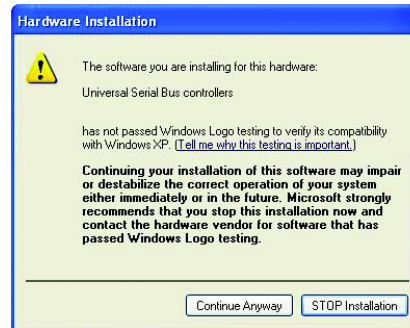 Hardware Installation
The software you are installing for this hardware:
Universal Serial Bus controllers
has not passed Windows Logo testing to verify its compatibility
with Windows XP. (Tell me why this testing is important.)
Continuing your installation of this software may impair
or destabilize the correct operation of your system
either immediately or in the future. Microsoft strongly
recommends that you stop this installation now and
contact the hardware vendor for software that has
passed Windows Logo testing.
Continue Anyway
STOP Installation